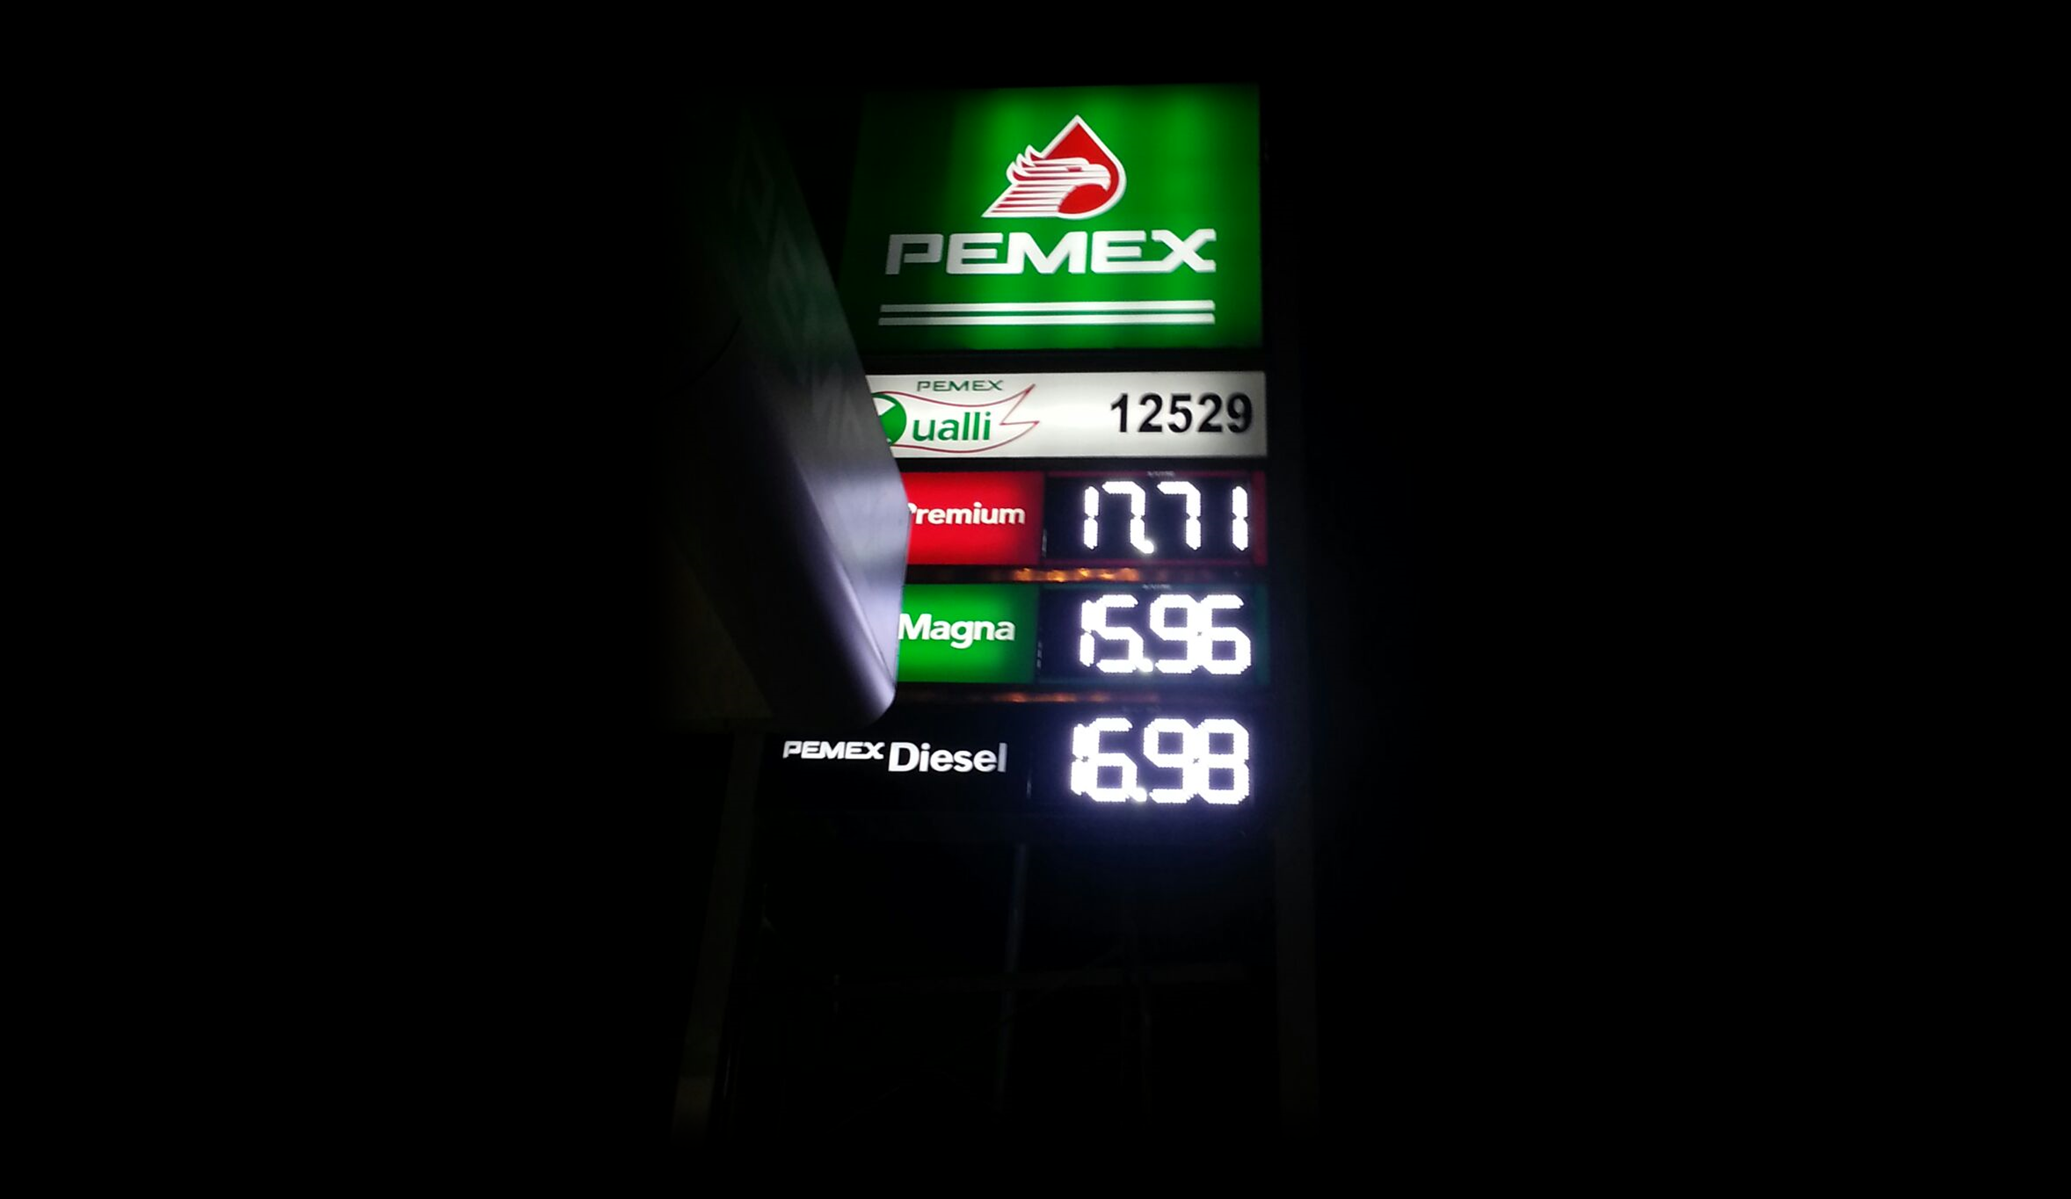 PEMEX
PEMEX
ualli 12529
Premium 17.71
Magna 15.96
PEMEX Diesel 16.98